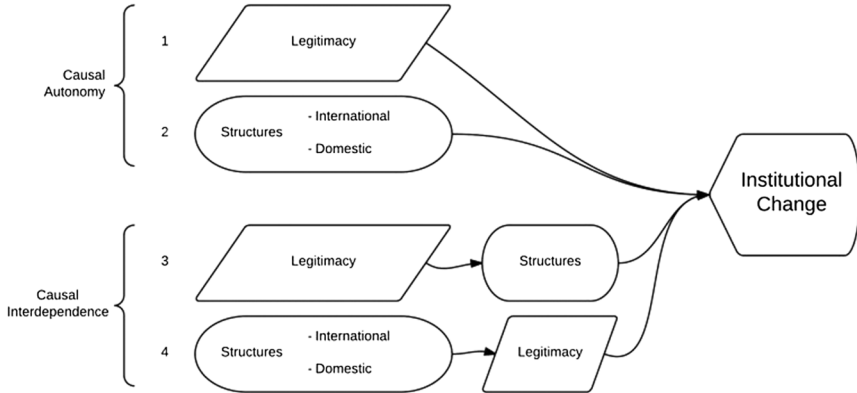 Causal
Autonomy
1
Legitimacy
2
Structures
- International
- Domestic
Institutional
Change
Causal
Interdependence
3
Legitimacy
Structures
4
Structures
- International
- Domestic
Legitimacy